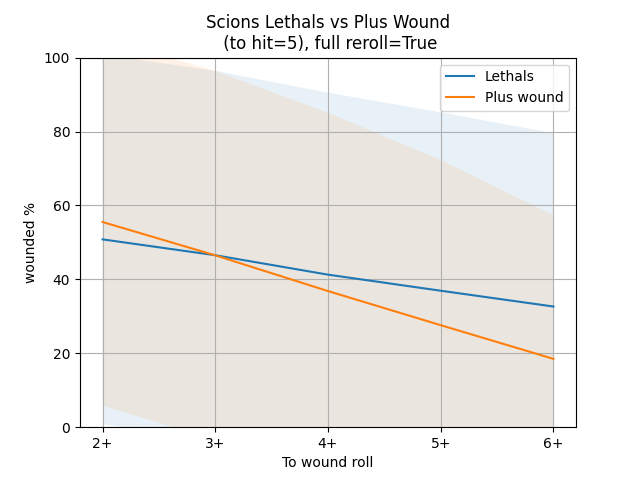 Scions Lethals vs Plus Wound
(to hit=5), full reroll=True
100
80
60
40
20
0
wounded %
Lethals
Plus wound
2+ 3+ 4+ 5+ 6+
To wound roll